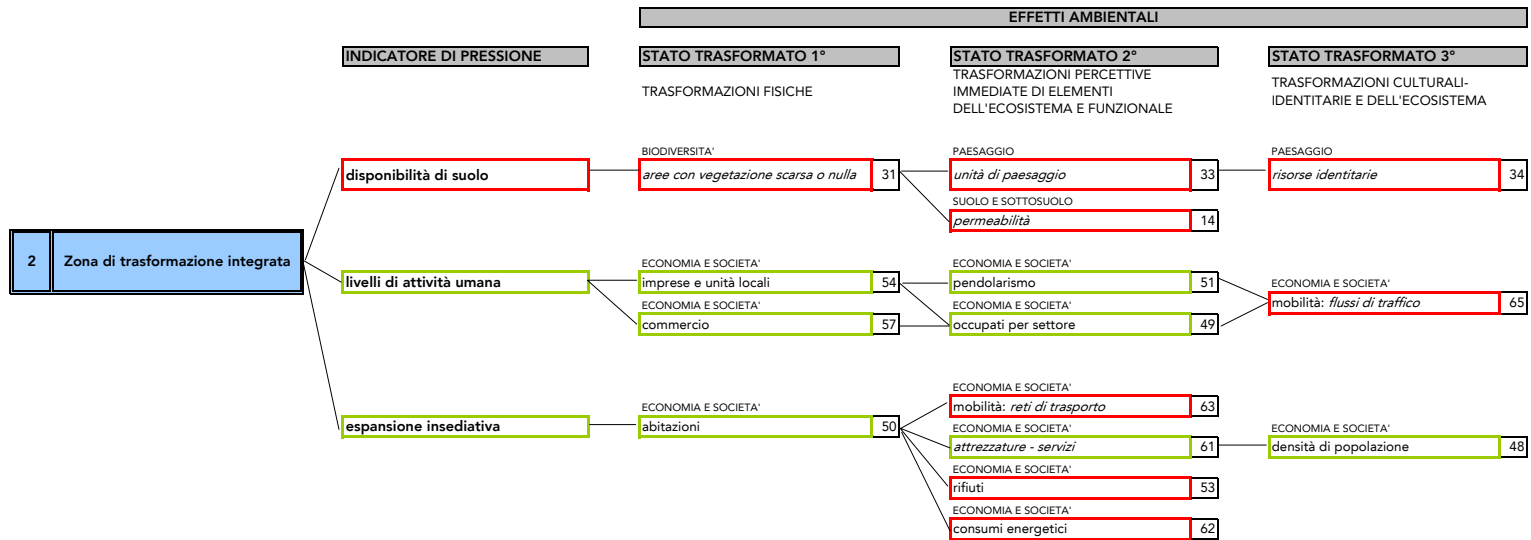 EFFETTI AMBIENTALI
INDICATORE DI PRESSIONE
STATO TRASFORMATO 1°
STATO TRASFORMATO 2°
STATO TRASFORMATO 3°
TRASFORMAZIONI FISICHE
TRASFORMAZIONI PERCETTIVE
IMMEDIATE DI ELEMENTI
DELL'ECOSISTEMA E FUNZIONALE
TRASFORMAZIONI CULTURALI-
IDENTITARIE E DELL'ECOSISTEMA
BIODIVERSITA'
PAESAGGIO
PAESAGGIO
disponibilità di suolo
aree con vegetazione scarsa o nulla 31
unità di paesaggio 33
risorse identitarie 34
SUOLO E SOTTOSUOLO
permeabilità 14
2 Zona di trasformazione integrata
ECONOMIA E SOCIETA'
ECONOMIA E SOCIETA'
livelli di attività umana
imprese e unità locali 54
pendolarismo 51
ECONOMIA E SOCIETA'
mobilità: flussi di traffico 65
ECONOMIA E SOCIETA'
ECONOMIA E SOCIETA'
commercio 57
occupati per settore 49
ECONOMIA E SOCIETA'
mobilità: reti di trasporto 63
ECONOMIA E SOCIETA'
espansione insediativa
abitazioni 50
ECONOMIA E SOCIETA'
attrezzature - servizi 61
ECONOMIA E SOCIETA'
densità di popolazione 48
ECONOMIA E SOCIETA'
rifiuti 53
ECONOMIA E SOCIETA'
consumi energetici 62